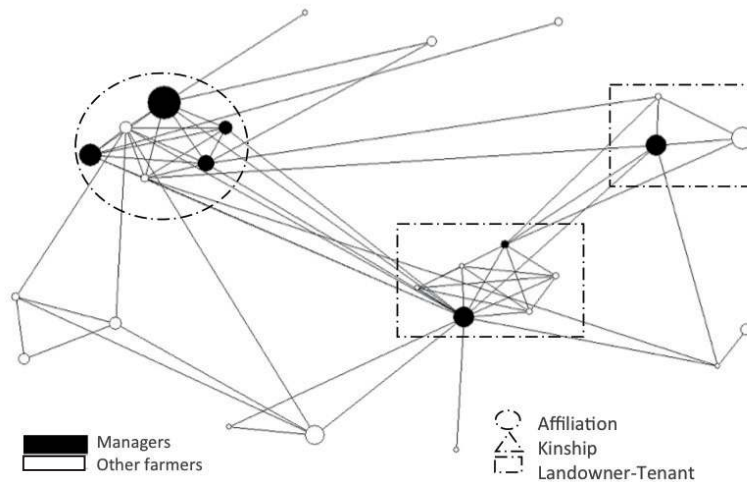 Managers
Other farmers
Affiliation
Kinship
Landowner-Tenant